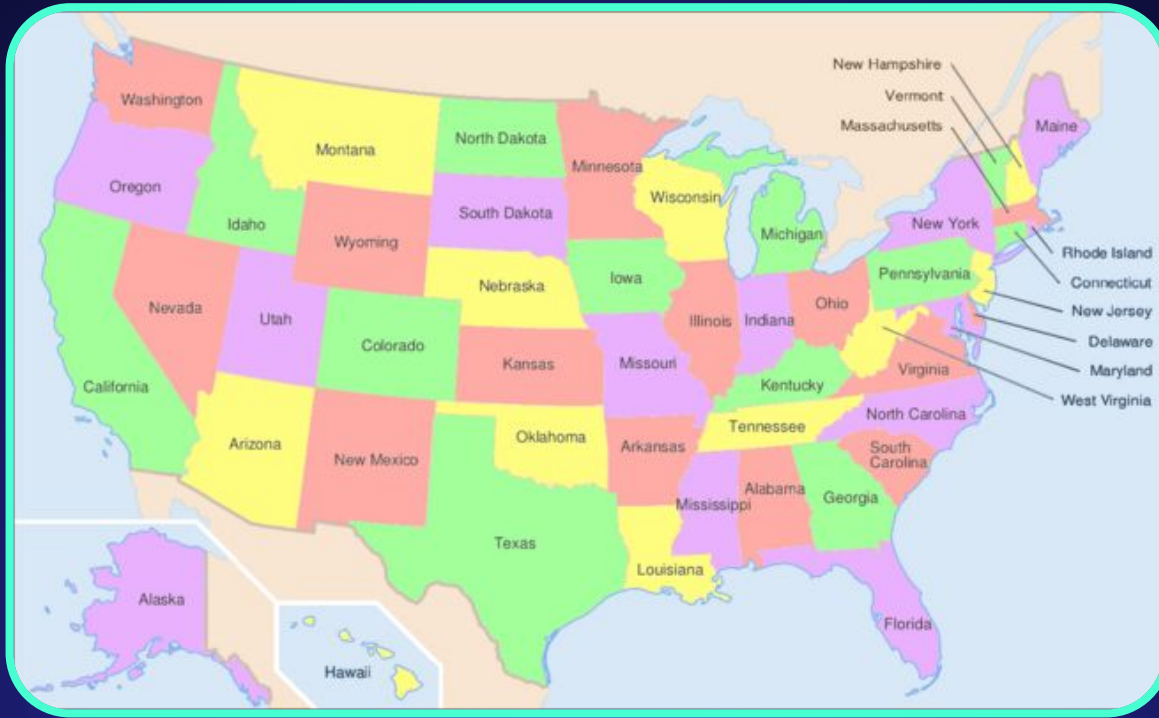 New Hampshire
Vermont
Massachusetts
Washington
Montana
North Dakota
Minnesota
Maine
Oregon
Idaho
South Dakota
Wisconsin
Michigan
New York
Wyoming
Rhode Island
Connecticut
Nevada
Utah
Nebraska
Iowa
Illinois
Indiana
Ohio
Pennsylvania
New Jersey
Delaware
Maryland
West Virginia
California
Colorado
Kansas
Missouri
Kentucky
Virginia
Arizona
New Mexico
Oklahoma
Arkansas
Tennessee
North Carolina
South
Carolina
Texas
Louisiana
Mississippi
Alabama
Georgia
Florida
Alaska
Hawaii